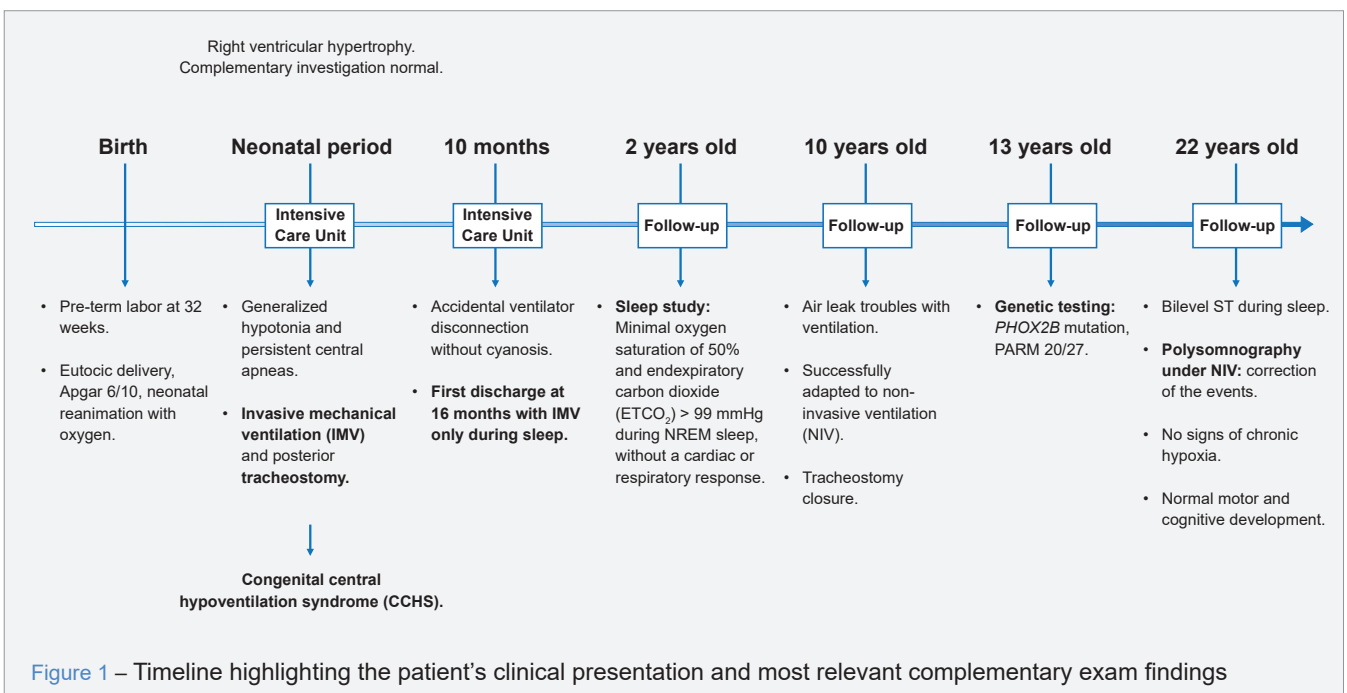 Right ventricular hypertrophy.
Complementary investigation normal.
Birth
Neonatal period
10 months
2 years old
10 years old
13 years old
22 years old
Intensive
Care Unit
Intensive
Care Unit
Follow-up
Follow-up
Follow-up
Follow-up
• Pre-term labor at 32
weeks.
• Eutocic delivery,
Apgar 6/10, neonatal
reanimation with
oxygen.
• Generalized
hypotonia and
persistent central
apneas.
• Invasive mechanical
ventilation (IMV)
and posterior
tracheostomy.
Congenital central
hypoventilation syndrome (CCHS).
• Accidental ventilator
disconnection
without cyanosis.
• First discharge at
16 months with IMV
only during sleep.
• Sleep study:
Minimal oxygen
saturation of 50%
and endexpiratory
carbon dioxide
(ETCO₂) > 99 mmHg
during NREM sleep,
without a cardiac or
respiratory response.
• Air leak troubles with
ventilation.
• Successfully
adapted to non-
invasive ventilation
(NIV).
• Tracheostomy
closure.
• Genetic testing:
PHOX2B mutation,
PARM 20/27.
• Bilevel ST during sleep.
• Polysomnography
under NIV: correction
of the events.
• No signs of chronic
hypoxia.
• Normal motor and
cognitive development.
Figure 1 – Timeline highlighting the patient's clinical presentation and most relevant complementary exam findings